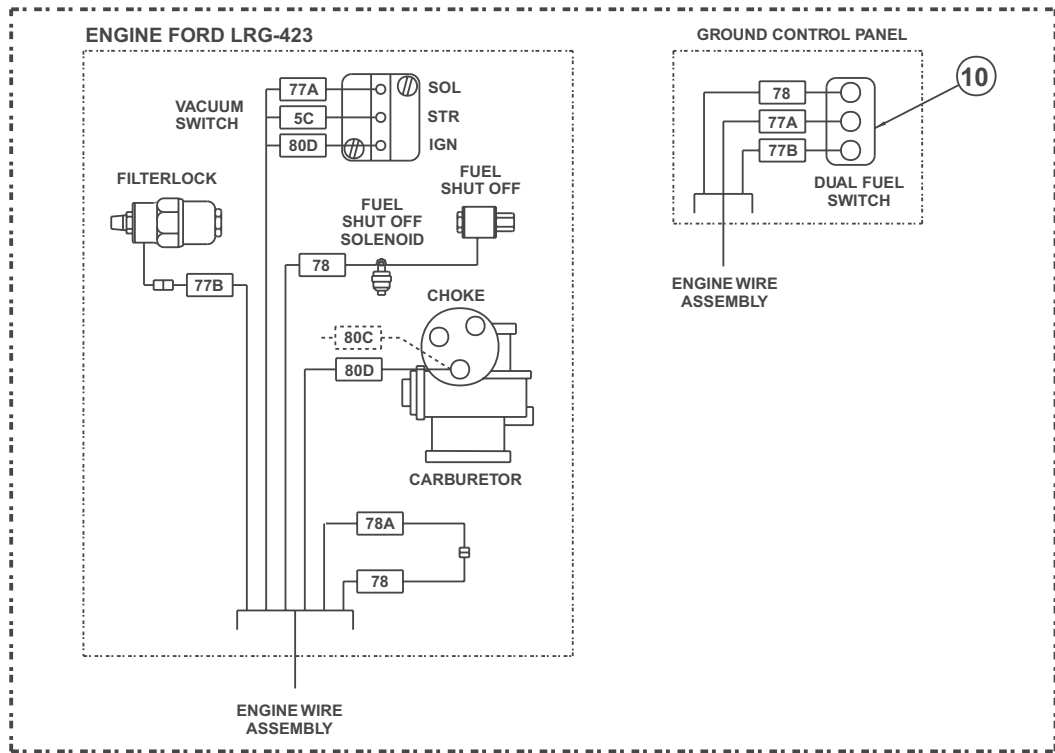 ENGINE FORD LRG-423
77A
SOL
VACUUM
SWITCH
5C
STR
80D
IGN
FILTERLOCK
FUEL
SHUT OFF
FUEL
SHUT OFF
SOLENOID
78
77B
CHOKE
80C
80D
CARBURETOR
78A
78
ENGINE WIRE
ASSEMBLY
GROUND CONTROL PANEL
10
78
77A
77B
DUAL FUEL
SWITCH
ENGINE WIRE
ASSEMBLY